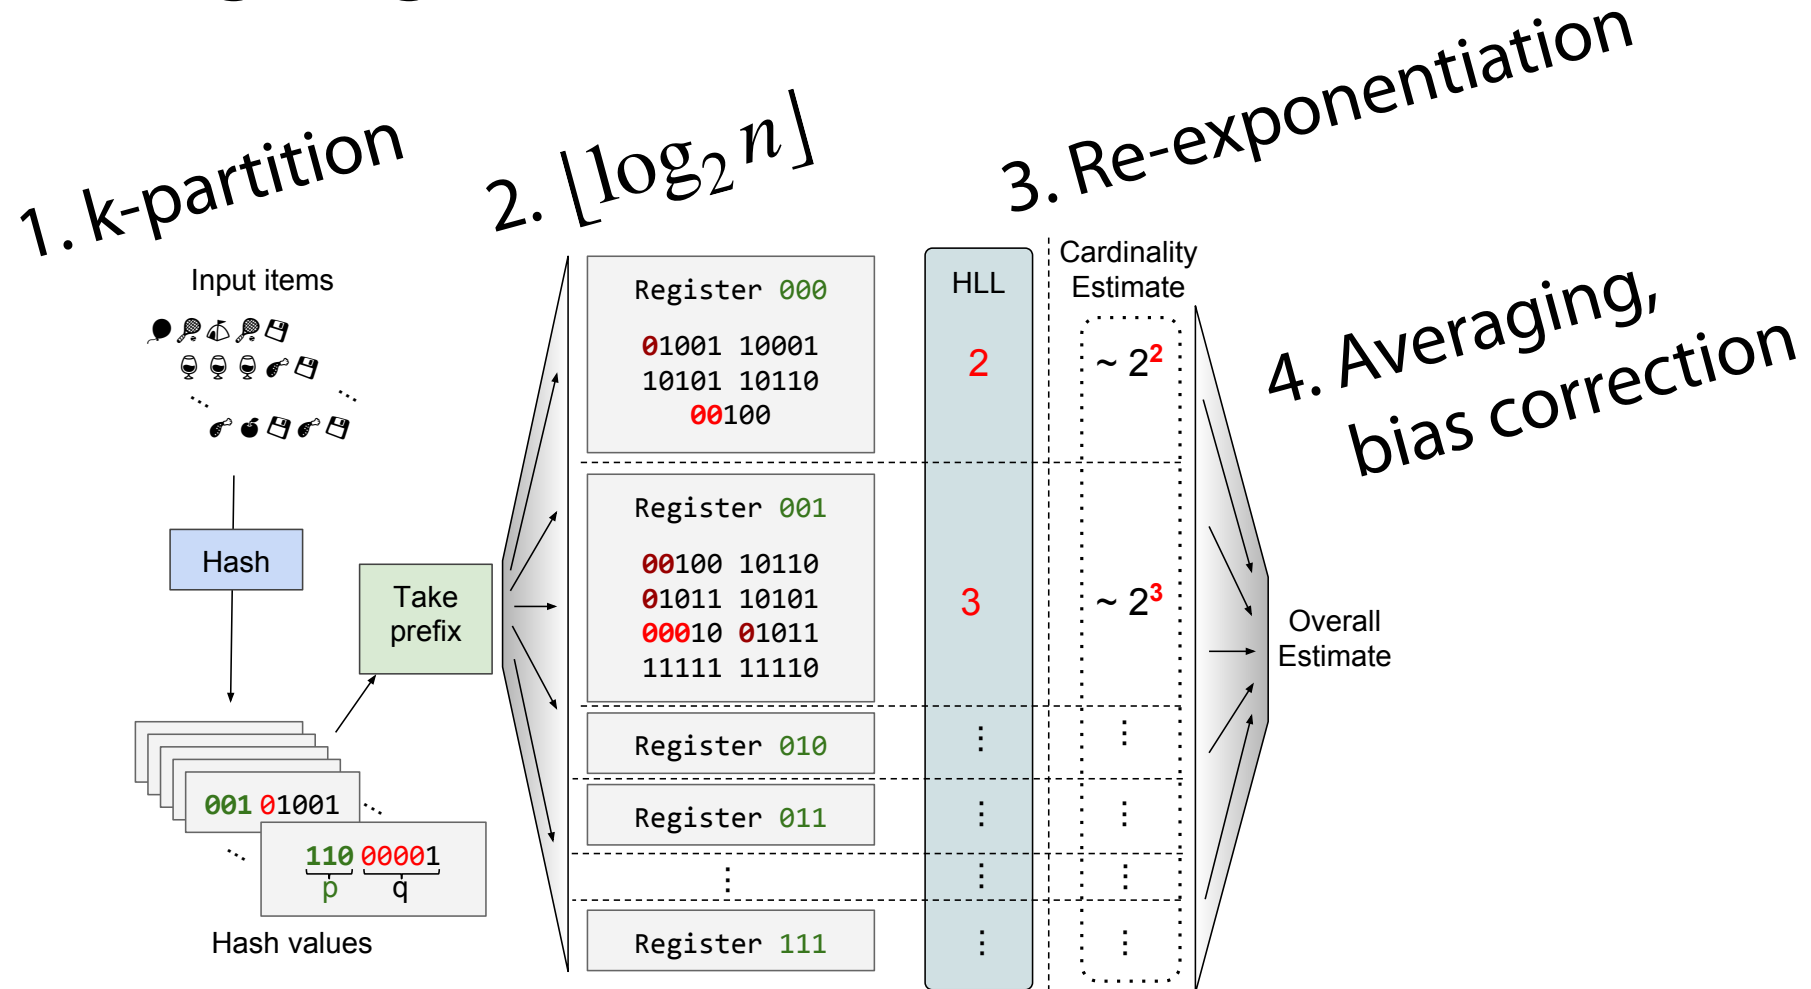 1. k-partition
2. ⌊log₂ n⌋
3. Re-exponentiation
4. Averaging,
bias correction
Input items
...
...
Hash
Take
prefix
001 01001 ...
...
110 00001
p q
Hash values
Register 000
01001 10001
10101 10110
00100
Register 001
00100 10110
01011 10101
00010 01011
11111 11110
Register 010
Register 011
⋮
Register 111
HLL
2
3
⋮
⋮
⋮
⋮
Cardinality
Estimate
~ 2²
~ 2³
⋮
⋮
⋮
⋮
Overall
Estimate